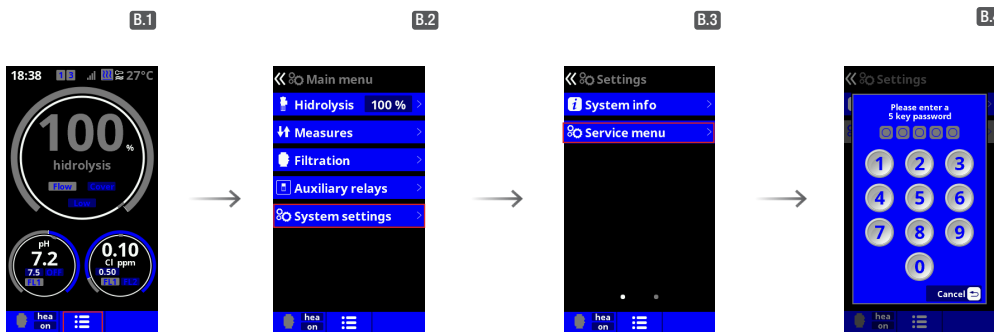 B.1
B.2
B.3
18:38 1 3 27°C
100 %
hidrolysis
Flow Cover
Low
pH
7.2
7.5
FL1
0.10
Cl ppm
0.50
FL1
hea
on
Main menu
Hidrolysis 100 %
Measures
Filtration
Auxiliary relays
System settings
hea
on
Settings
System info
Service menu
hea
on
Settings
Please enter a
5 key password
1 2 3
4 5 6
7 8 9
0
Cancel
hea
on